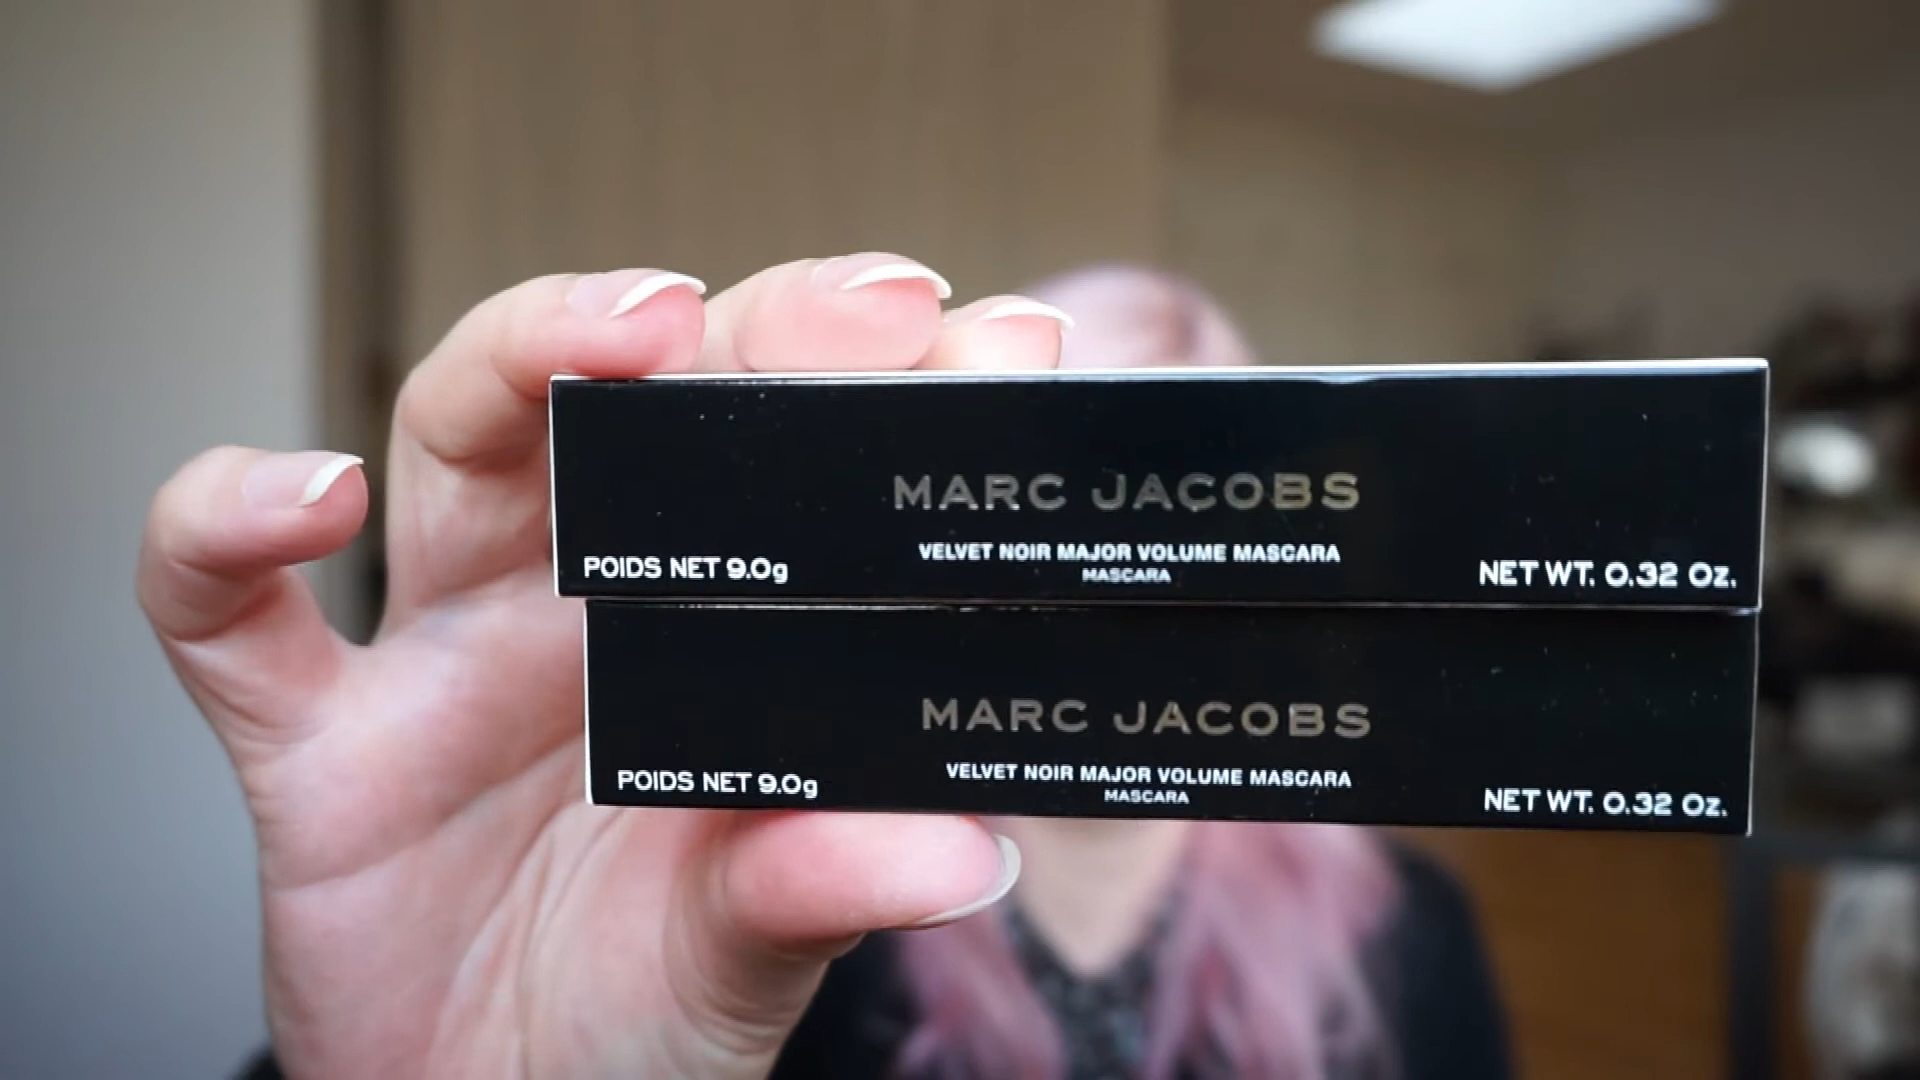 MARC JACOBS
VELVET NOIR MAJOR VOLUME MASCARA
MASCARA
POIDS NET 9.0g
NET WT. 0.32 Oz.
MARC JACOBS
VELVET NOIR MAJOR VOLUME MASCARA
MASCARA
POIDS NET 9.0g
NET WT. 0.32 Oz.